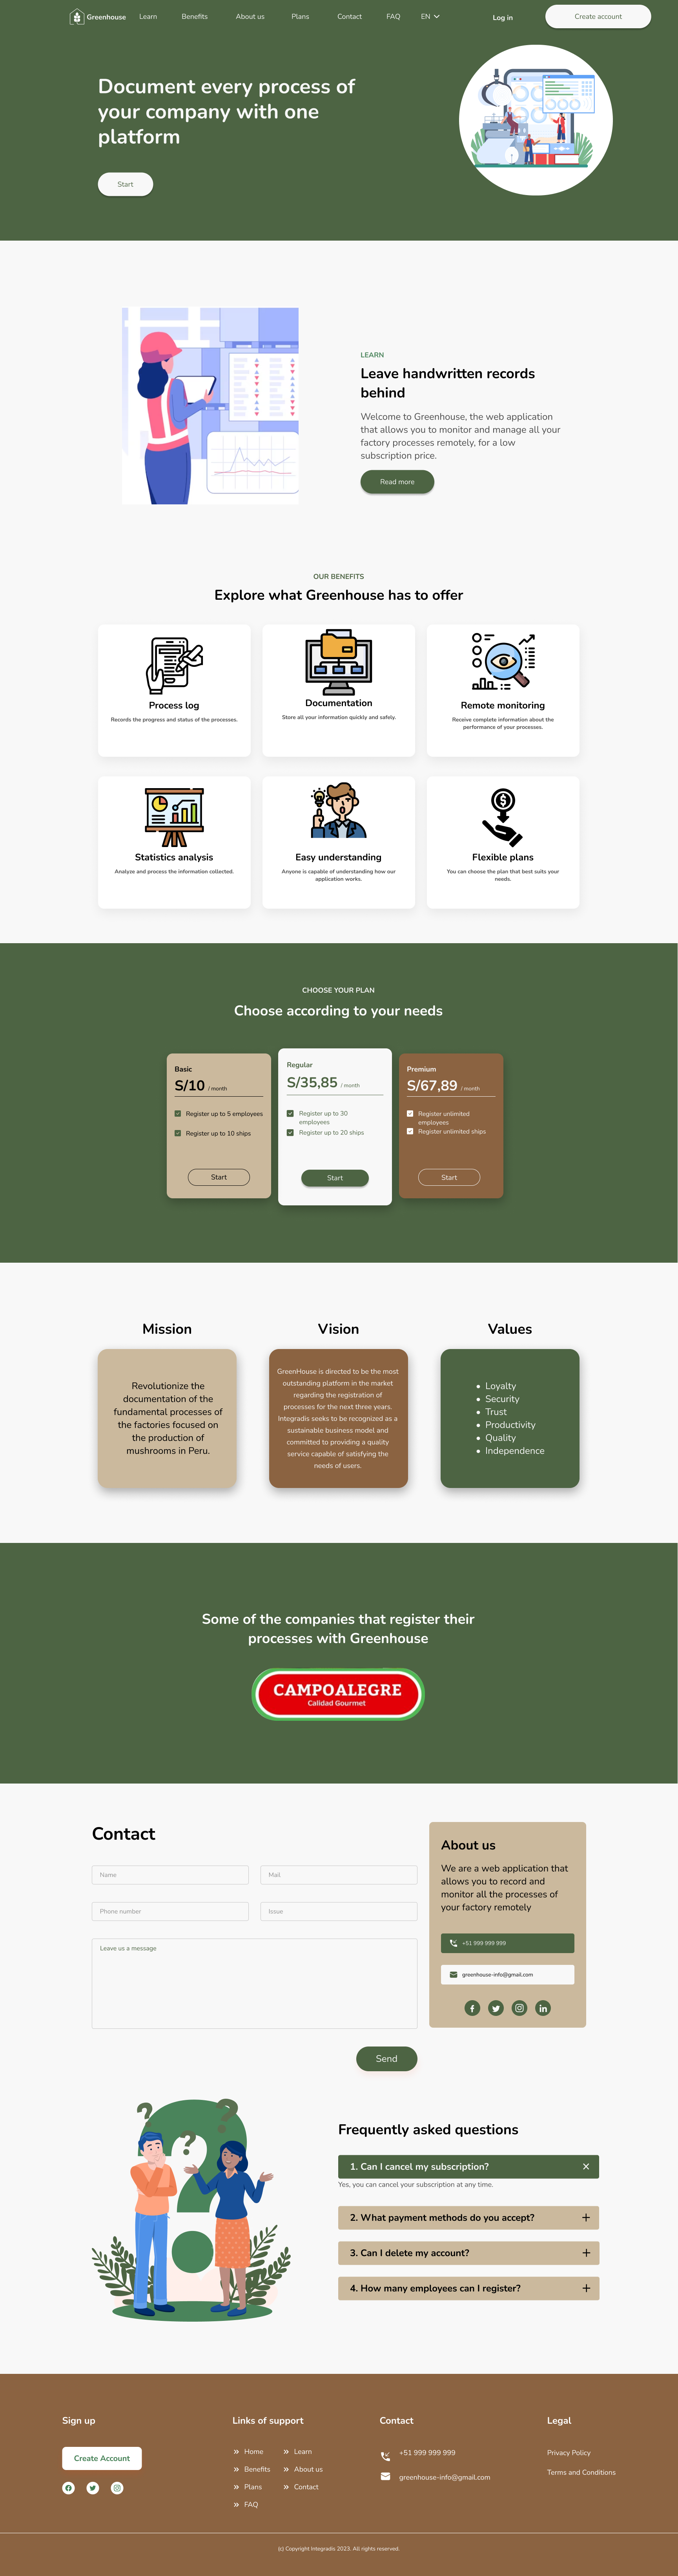 Greenhouse
Learn
Benefits
About us
Plans
Contact
FAQ
EN
Log in
Create account
Document every process of
your company with one
platform
Start
LEARN
Leave handwritten records
behind
Welcome to Greenhouse, the web application
that allows you to monitor and manage all your
factory processes remotely, for a low
subscription price.
Read more
OUR BENEFITS
Explore what Greenhouse has to offer
Process log
Records the progress and status of the processes.
Documentation
Store all your information quickly and safely.
Remote monitoring
Receive complete information about the
performance of your processes.
Statistics analysis
Analyze and process the information collected.
Easy understanding
Anyone is capable of understanding how our
application works.
Flexible plans
You can choose the plan that best suits your
needs.
CHOOSE YOUR PLAN
Choose according to your needs
Basic
S/10 / month
Register up to 5 employees
Register up to 10 ships
Start
Regular
S/35,85 / month
Register up to 30
employees
Register up to 20 ships
Start
Premium
S/67,89 / month
Register unlimited
employees
Register unlimited ships
Start
Mission
Revolutionize the
documentation of the
fundamental processes of
the factories focused on
the production of
mushrooms in Peru.
Vision
GreenHouse is directed to be the most
outstanding platform in the market
regarding the registration of
processes for the next three years.
Integradis seeks to be recognized as a
sustainable business model and
committed to providing a quality
service capable of satisfying the
needs of users.
Values
Loyalty
Security
Trust
Productivity
Quality
Independence
Some of the companies that register their
processes with Greenhouse
CAMPOALEGRE
Calidad Gourmet
Contact
Name
Mail
Phone number
Issue
Leave us a message
Send
About us
We are a web application that
allows you to record and
monitor all the processes of
your factory remotely
+51 999 999 999
greenhouse-info@gmail.com
Frequently asked questions
1. Can I cancel my subscription?
Yes, you can cancel your subscription at any time.
2. What payment methods do you accept?
3. Can I delete my account?
4. How many employees can I register?
Sign up
Create Account
Links of support
Home
Learn
Benefits
About us
Plans
Contact
FAQ
Contact
+51 999 999 999
greenhouse-info@gmail.com
Legal
Privacy Policy
Terms and Conditions
(c) Copyright Integradis 2023. All rights reserved.